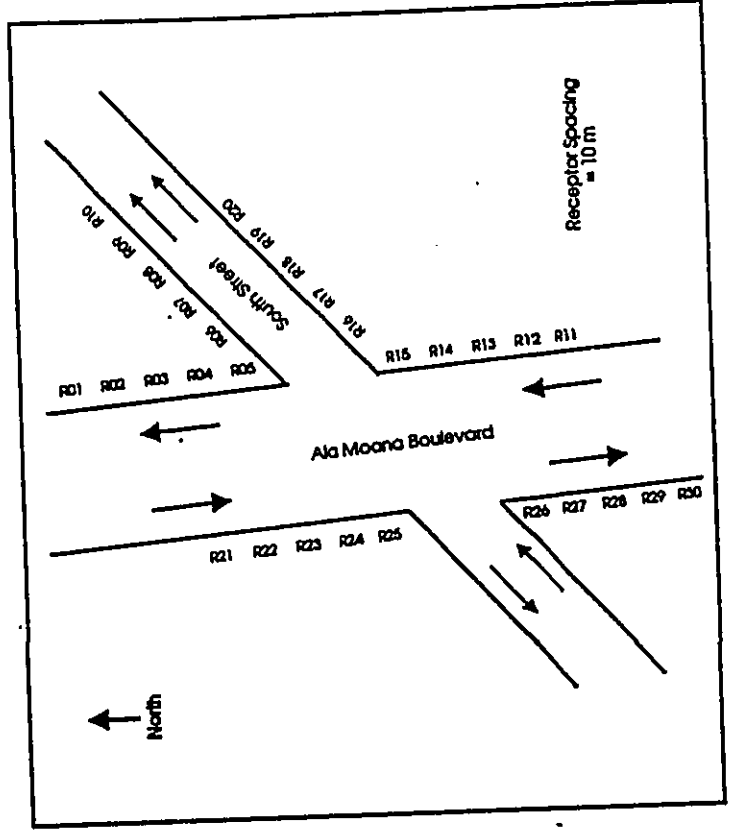 R01 R02 R03 R04 R05
R06
R07
R08
R09
R10
South Street
R20
R19
R18
R17
R16
R15 R14 R13 R12 R11
Receptor Spacing
= 10 m
Ala Moana Boulevard
R21 R22 R23 R24 R25
R26 R27 R28 R29 R30
North